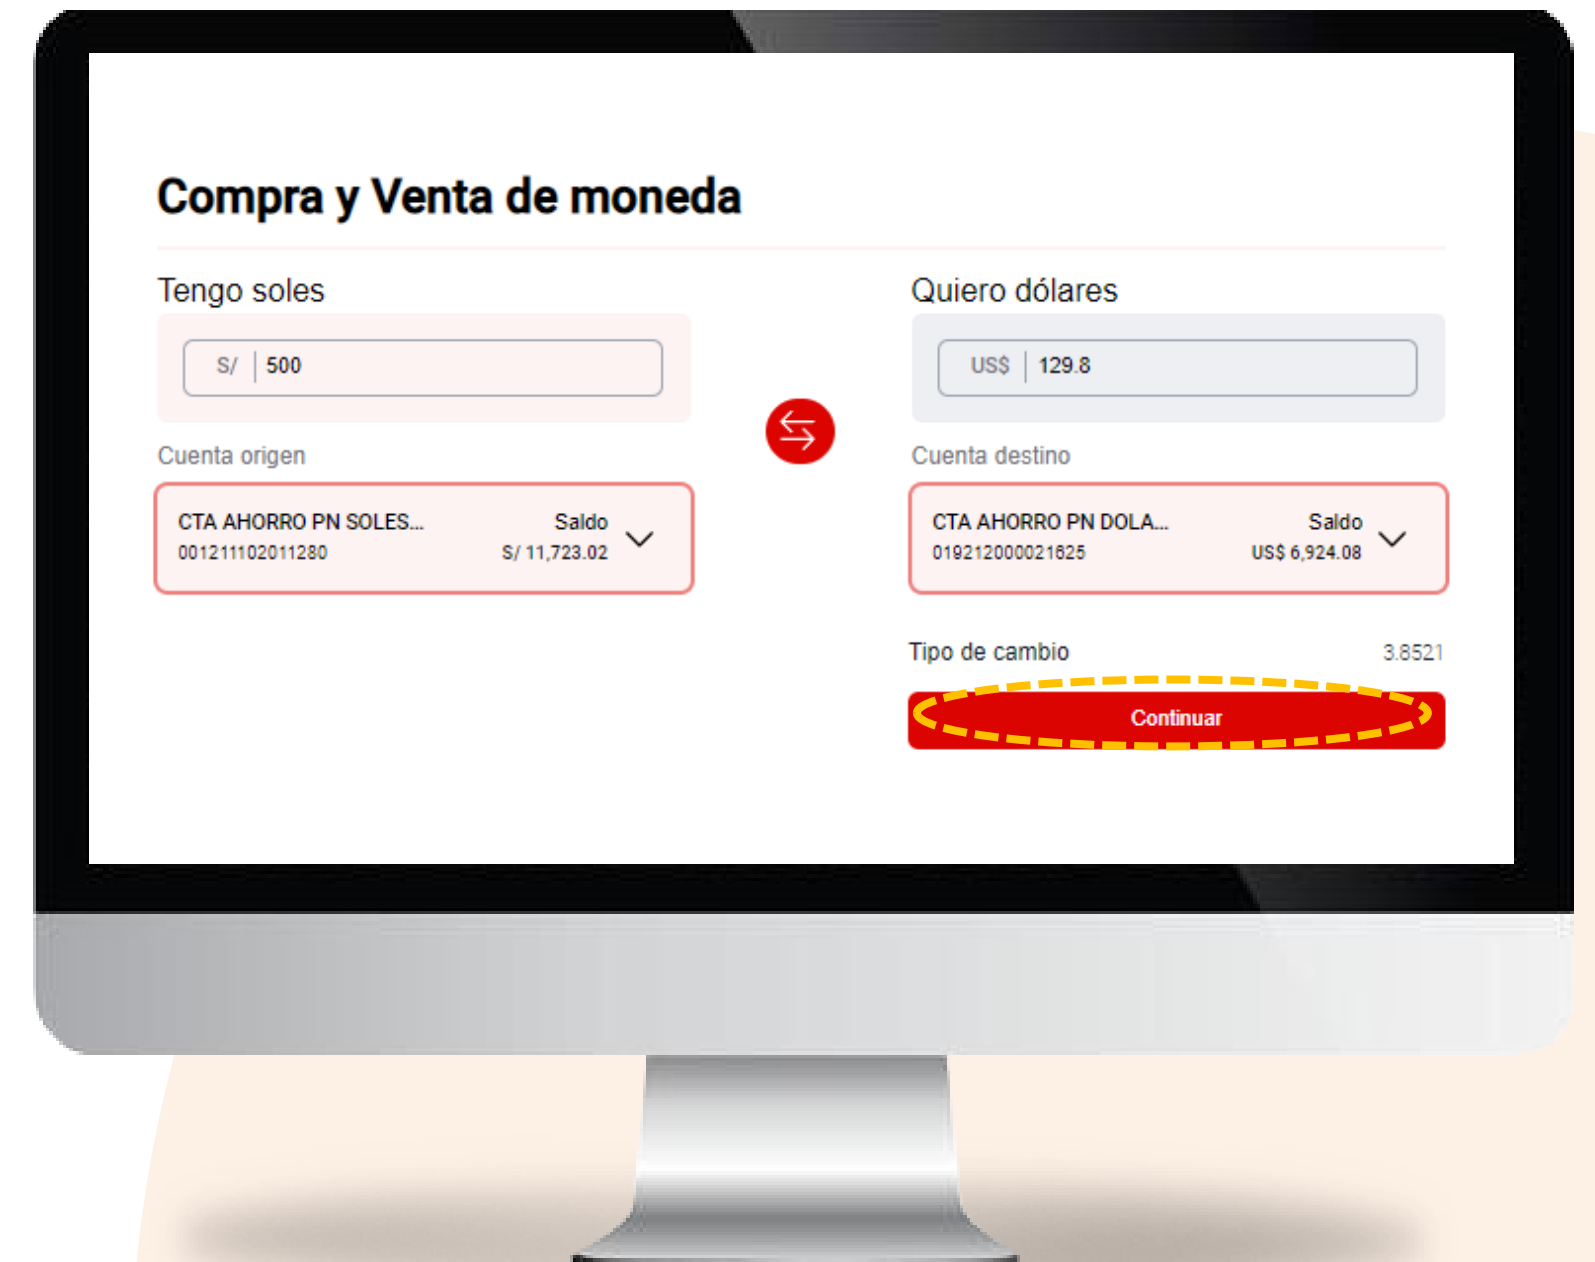 Compra y Venta de moneda
Tengo soles
S/ 500
Cuenta origen
CTA AHORRO PN SOLES... Saldo
001211102011280 S/ 11,723.02
Quiero dólares
US$ 129.8
Cuenta destino
CTA AHORRO PN DOLA... Saldo
019212000021625 US$ 6,924.08
Tipo de cambio 3.8521
Continuar